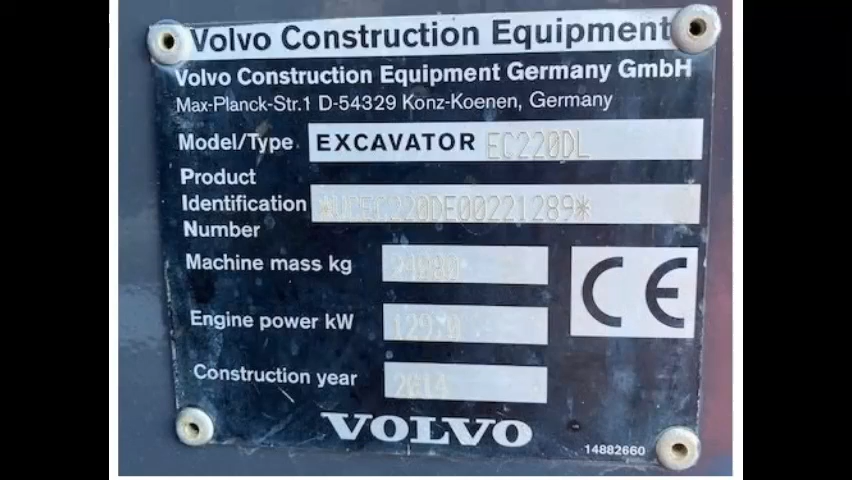 Volvo Construction Equipment
Volvo Construction Equipment Germany GmbH
Max-Planck-Str.1 D-54329 Konz-Koenen, Germany
Model/Type EXCAVATOR EC220DL
Product
Identification
Number
Machine mass kg
Engine power kW
Construction year 2014
CE
VOLVO
14882660